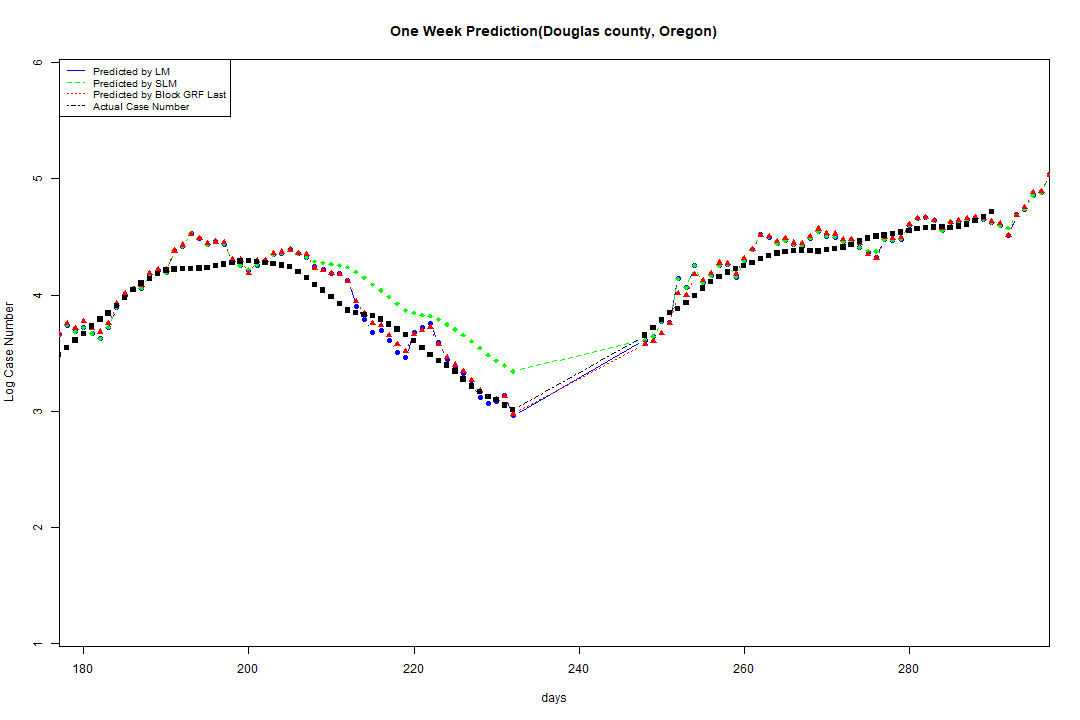 One Week Prediction(Douglas county, Oregon)
Predicted by LM
Predicted by SLM
Predicted by Block GRF Last
Actual Case Number
6
5
4
3
2
1
Log Case Number
180 200 220 240 260 280
days